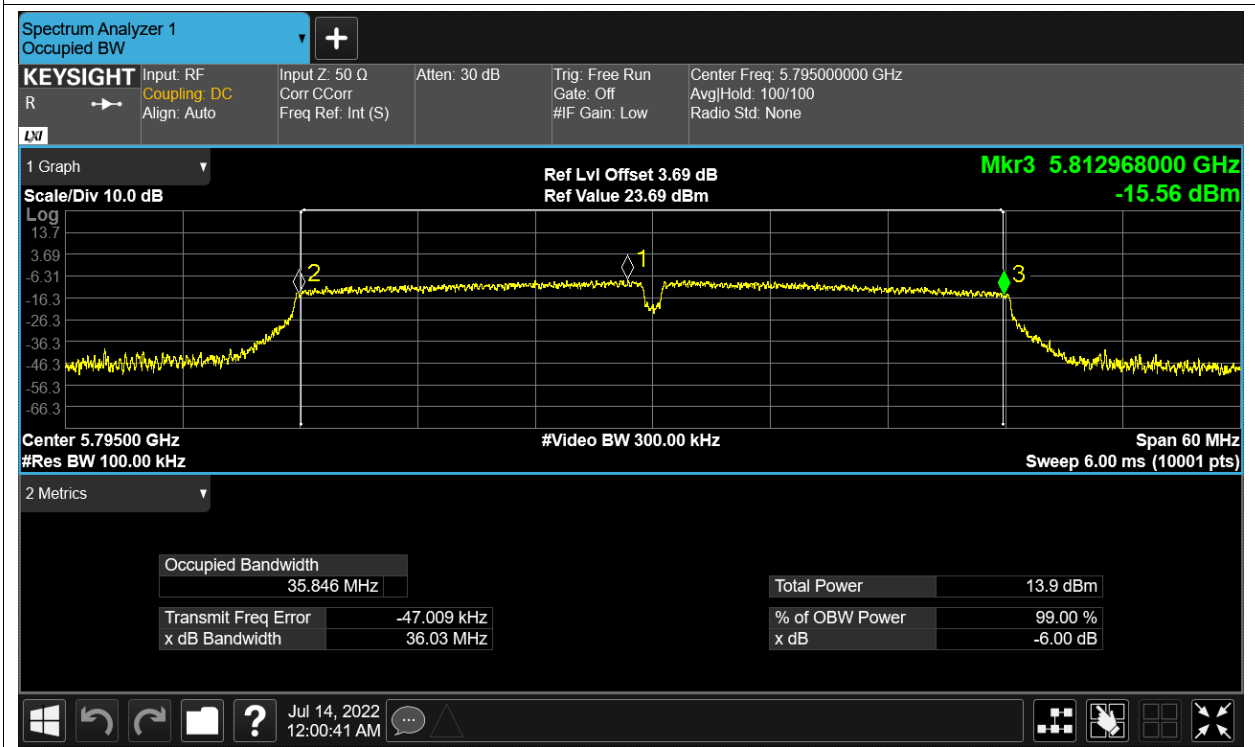 Spectrum Analyzer 1
Occupied BW
+
KEYSIGHT Input: RF Input Z: 50 Ω Atten: 30 dB Trig: Free Run Center Freq: 5.795000000 GHz
R Coupling: DC Corr CCorr Gate: Off Avg|Hold: 100/100
Align: Auto Freq Ref: Int (S) #IF Gain: Low Radio Std: None
LXI
1 Graph
Ref Lvl Offset 3.69 dB Mkr3 5.812968000 GHz
Scale/Div 10.0 dB Ref Value 23.69 dBm -15.56 dBm
Log
13.7
3.69
-6.31
-16.3
-26.3
-36.3
-46.3
-56.3
-66.3
2
1
3
Center 5.79500 GHz #Video BW 300.00 kHz Span 60 MHz
#Res BW 100.00 kHz Sweep 6.00 ms (10001 pts)
2 Metrics
Occupied Bandwidth
35.846 MHz Total Power 13.9 dBm
Transmit Freq Error -47.009 kHz % of OBW Power 99.00 %
x dB Bandwidth 36.03 MHz x dB -6.00 dB
? Jul 14, 2022
12:00:41 AM